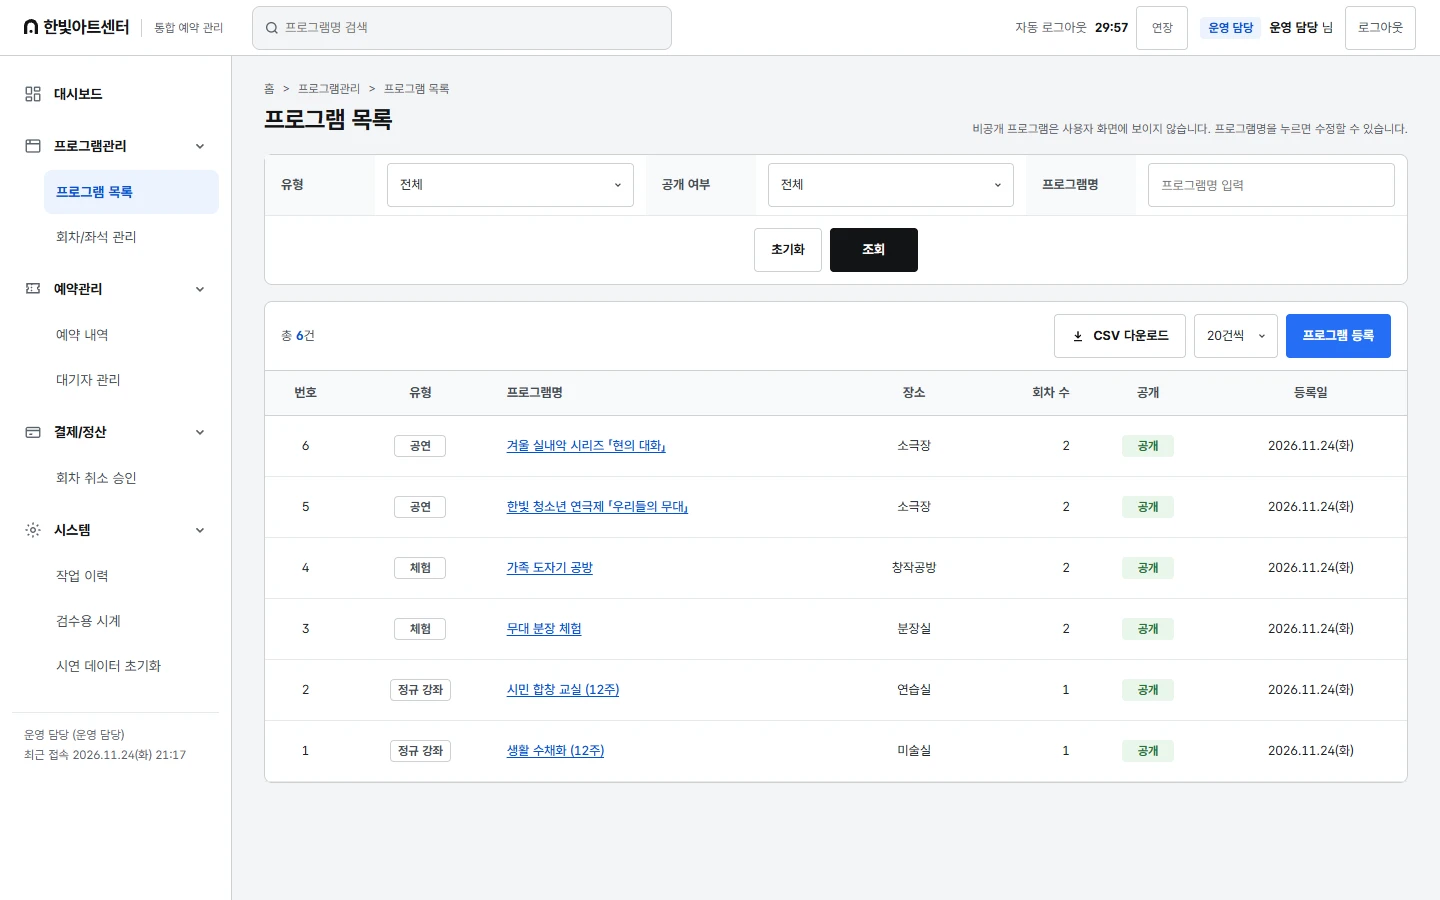 한빛아트센터 통합 예약 관리
프로그램명 검색
자동 로그아웃 29:57 연장 운영 담당 운영 담당 님 로그아웃
대시보드
프로그램관리
프로그램 목록
회차/좌석 관리
예약관리
예약 내역
대기자 관리
결제/정산
회차 취소 승인
시스템
작업 이력
검수용 시계
시연 데이터 초기화
운영 담당 (운영 담당)
최근 접속 2026.11.24(화) 21:17
홈 > 프로그램관리 > 프로그램 목록
프로그램 목록
비공개 프로그램은 사용자 화면에 보이지 않습니다. 프로그램명을 누르면 수정할 수 있습니다.
유형 전체 공개 여부 전체 프로그램명 프로그램명 입력
초기화 조회
총 6건 CSV 다운로드 20건씩 프로그램 등록
번호 유형 프로그램명 장소 회차 수 공개 등록일
6 공연 겨울 실내악 시리즈 「현의 대화」 소극장 2 공개 2026.11.24(화)
5 공연 한빛 청소년 연극제 「우리들의 무대」 소극장 2 공개 2026.11.24(화)
4 체험 가족 도자기 공방 창작공방 2 공개 2026.11.24(화)
3 체험 무대 분장 체험 분장실 2 공개 2026.11.24(화)
2 정규 강좌 시민 합창 교실 (12주) 연습실 1 공개 2026.11.24(화)
1 정규 강좌 생활 수채화 (12주) 미술실 1 공개 2026.11.24(화)